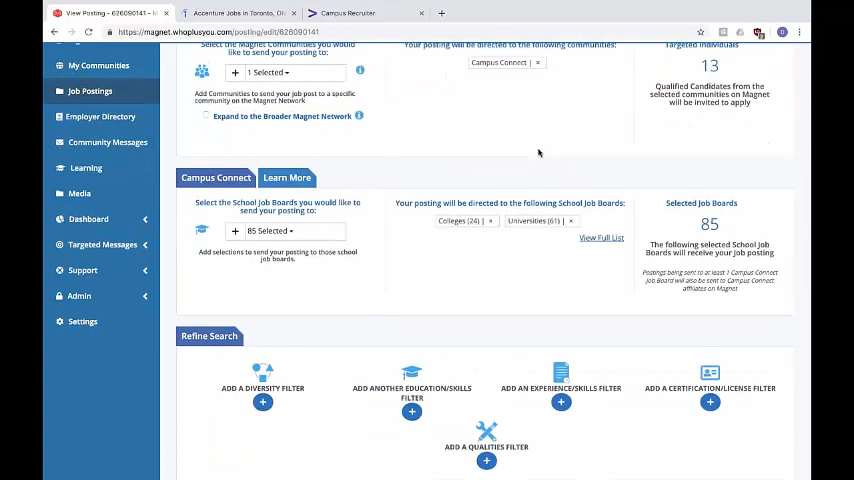 View Posting - 626090141 - M
Accenture Jobs in Toronto, ON
Campus Recruiter
https://magnet.whoplusyou.com/posting/edit/626090141
My Communities
Job Postings
Employer Directory
Community Messages
Learning
Media
Dashboard
Targeted Messages
Support
Admin
Settings
Select the Magnet Communities you would
like to send your posting to:
+ 1 Selected
Add Communities to send your job post to a specific
community on the Magnet Network
Expand to the Broader Magnet Network
Your posting will be directed to the following communities:
Campus Connect | ×
Targeted Individuals
13
Qualified Candidates from the
selected communities on Magnet
will be invited to apply
Campus Connect
Learn More
Select the School Job Boards you would like to
send your posting to:
+ 85 Selected
Add selections to send your posting to those school
job boards.
Your posting will be directed to the following School Job Boards:
Colleges (24) | × Universities (61) | ×
View Full List
Selected Job Boards
85
The following selected School Job
Boards will receive your Job posting
Postings being sent to at least 1 Campus Connect
Job Board will also be sent to Campus Connect
affiliates on Magnet
Refine Search
ADD A DIVERSITY FILTER
ADD ANOTHER EDUCATION/SKILLS
FILTER
ADD AN EXPERIENCE/SKILLS FILTER
ADD A CERTIFICATION/LICENSE FILTER
ADD A QUALITIES FILTER